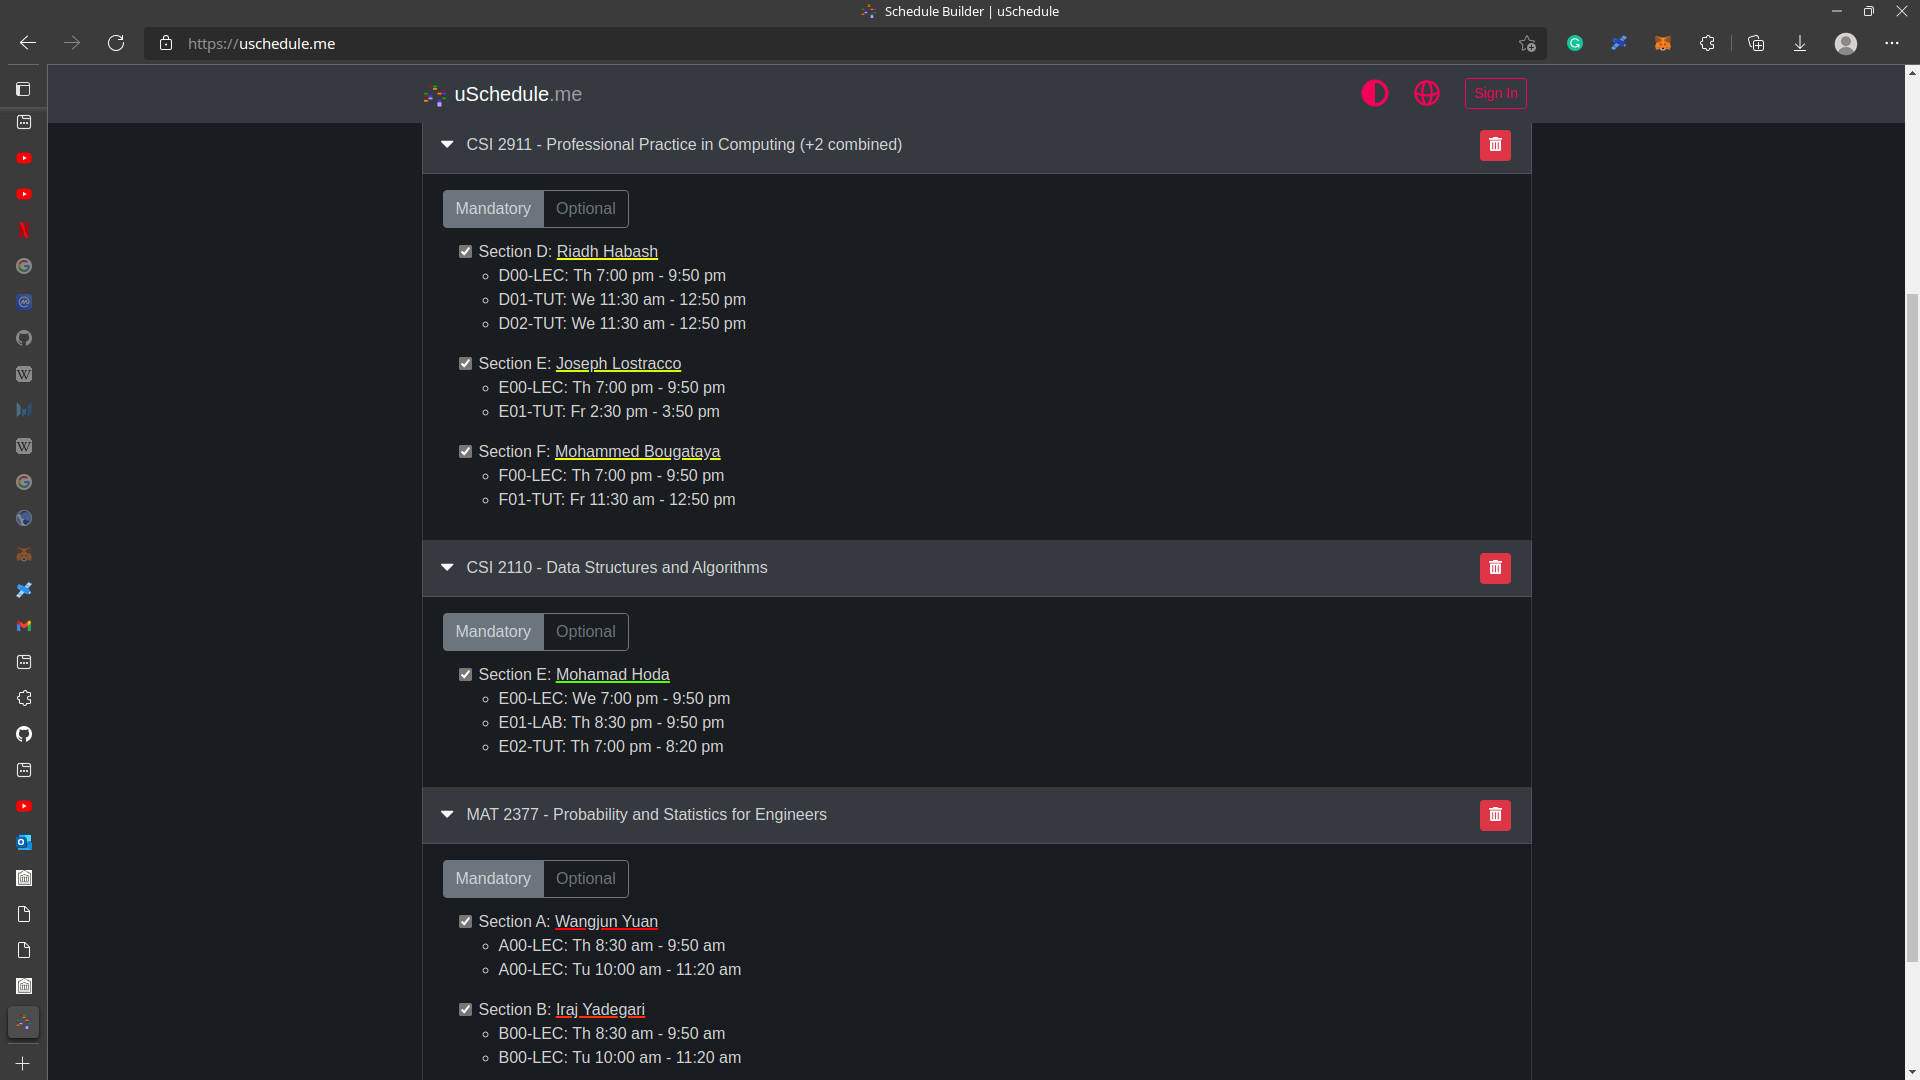 Schedule Builder | uSchedule
https://uschedule.me
uSchedule.me
Sign In
CSI 2911 - Professional Practice in Computing (+2 combined)
Mandatory Optional
Section D: Riadh Habash
D00-LEC: Th 7:00 pm - 9:50 pm
D01-TUT: We 11:30 am - 12:50 pm
D02-TUT: We 11:30 am - 12:50 pm
Section E: Joseph Lostracco
E00-LEC: Th 7:00 pm - 9:50 pm
E01-TUT: Fr 2:30 pm - 3:50 pm
Section F: Mohammed Bougataya
F00-LEC: Th 7:00 pm - 9:50 pm
F01-TUT: Fr 11:30 am - 12:50 pm
CSI 2110 - Data Structures and Algorithms
Mandatory Optional
Section E: Mohamad Hoda
E00-LEC: We 7:00 pm - 9:50 pm
E01-LAB: Th 8:30 pm - 9:50 pm
E02-TUT: Th 7:00 pm - 8:20 pm
MAT 2377 - Probability and Statistics for Engineers
Mandatory Optional
Section A: Wangjun Yuan
A00-LEC: Th 8:30 am - 9:50 am
A00-LEC: Tu 10:00 am - 11:20 am
Section B: Iraj Yadegari
B00-LEC: Th 8:30 am - 9:50 am
B00-LEC: Tu 10:00 am - 11:20 am